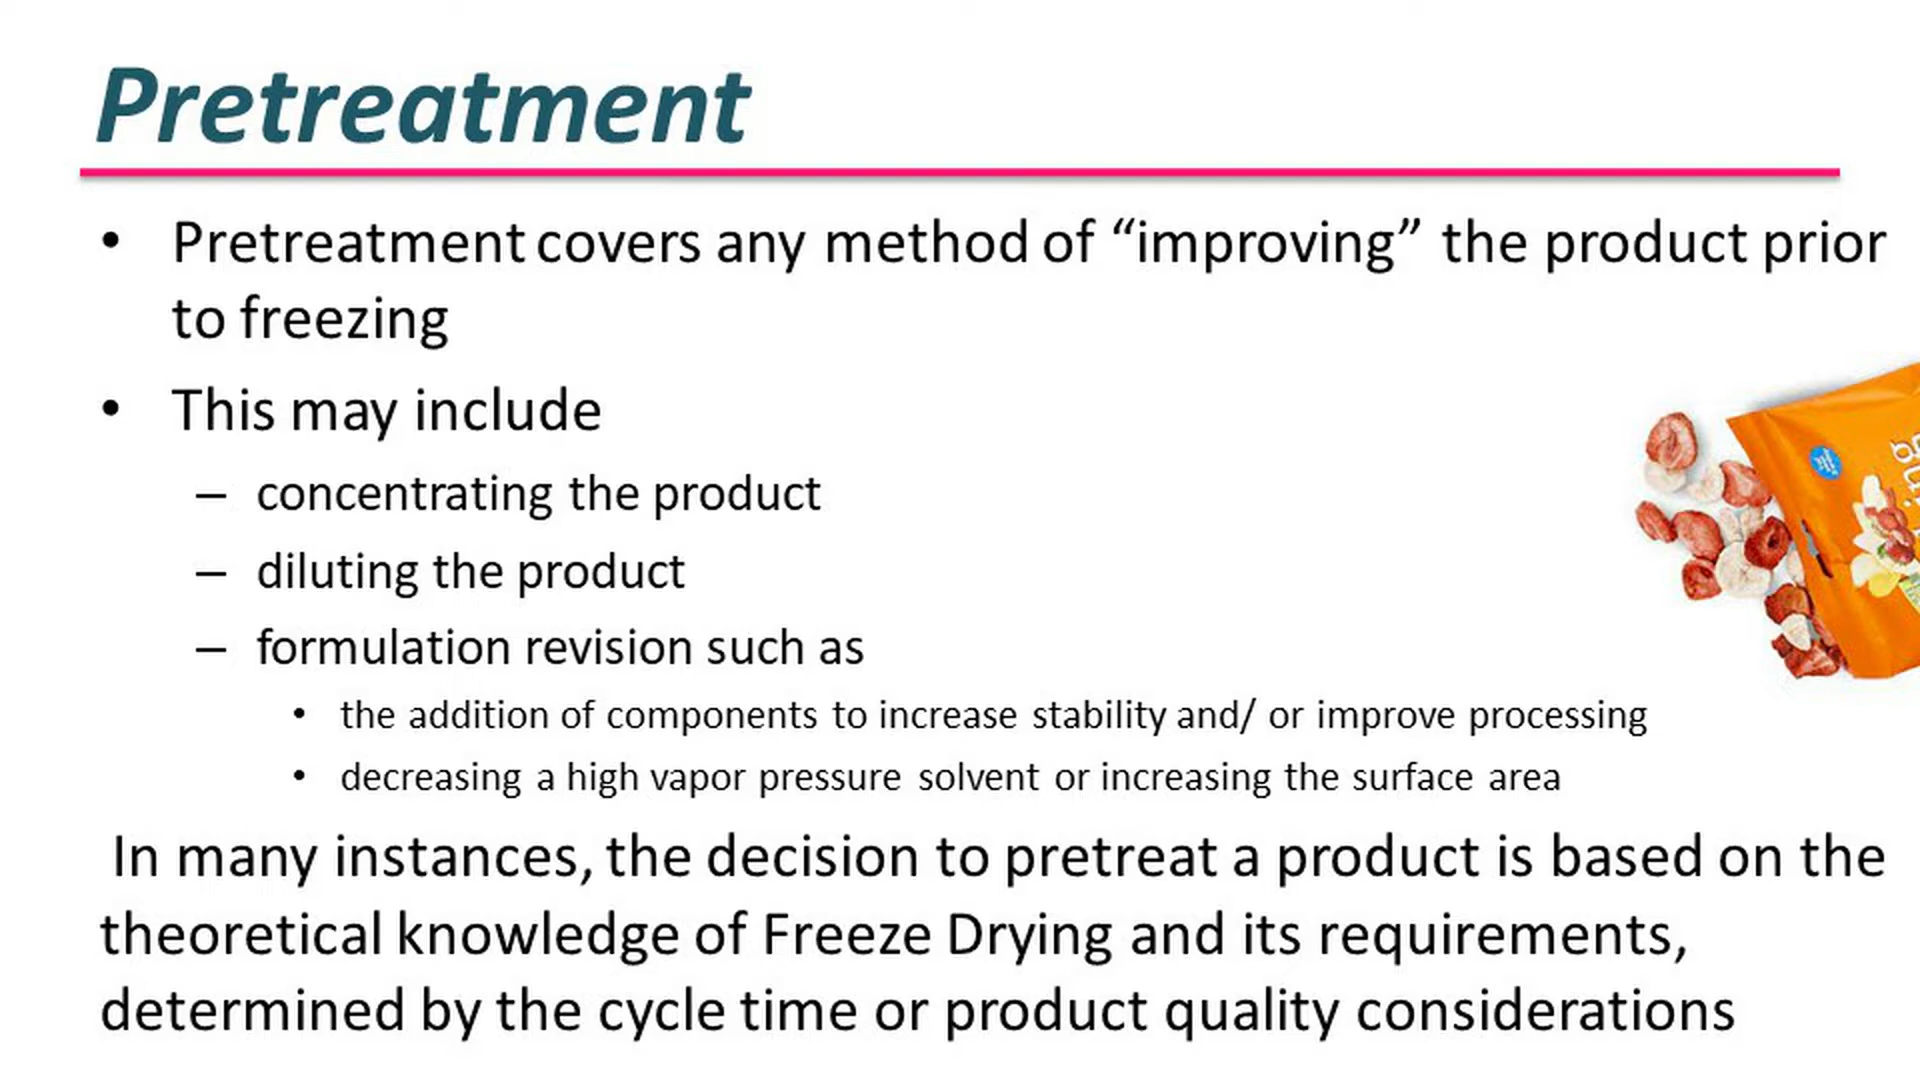 Pretreatment
• Pretreatment covers any method of “improving” the product prior
to freezing
• This may include
– concentrating the product
– diluting the product
– formulation revision such as
• the addition of components to increase stability and/ or improve processing
• decreasing a high vapor pressure solvent or increasing the surface area
In many instances, the decision to pretreat a product is based on the
theoretical knowledge of Freeze Drying and its requirements,
determined by the cycle time or product quality considerations